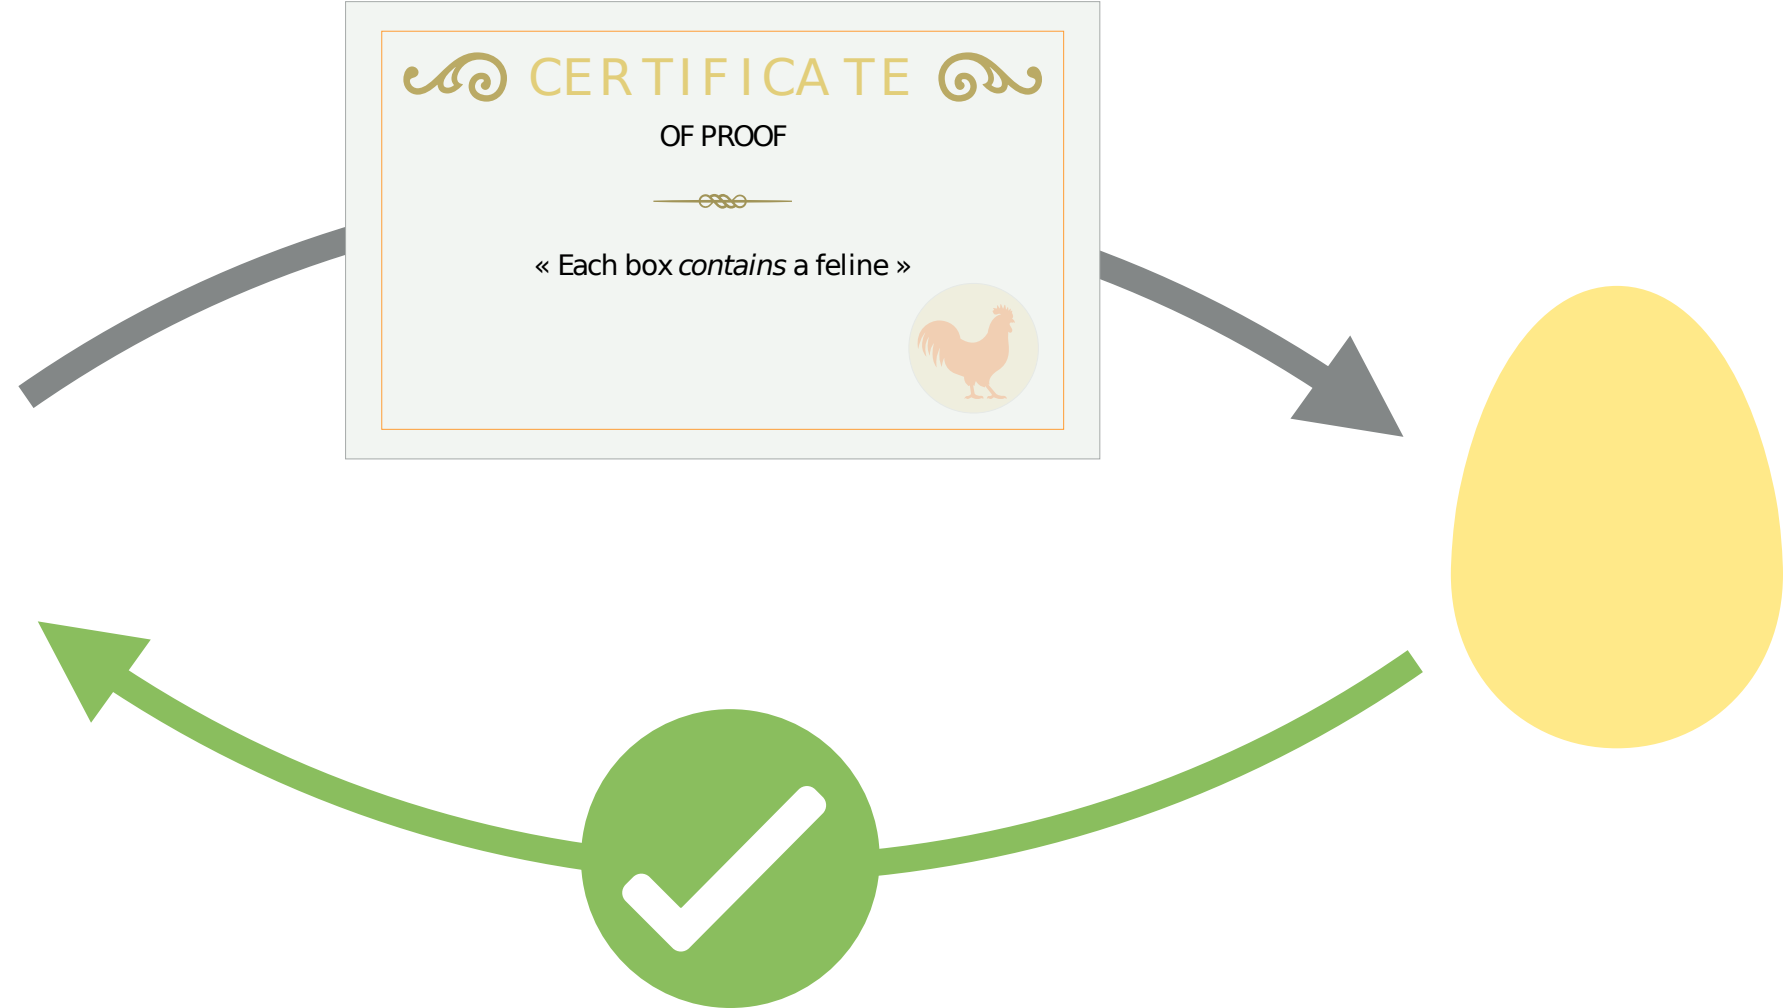 CERTIFICATE
OF PROOF
« Each box contains a feline »